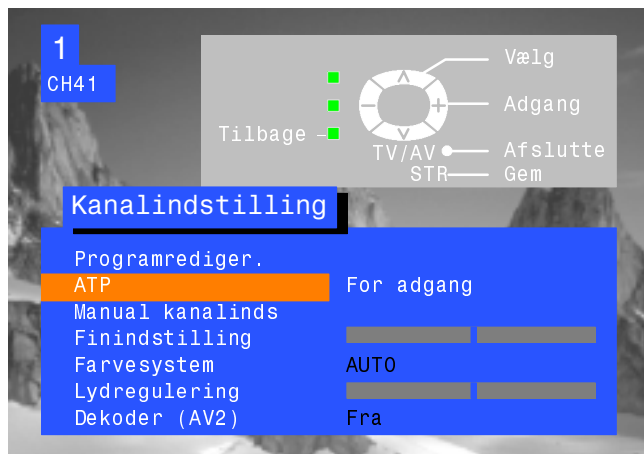 1
CH41
Vælg
Adgang
Tilbage
TV/AV Afslutte
STR Gem
Kanalindstilling
Programrediger.
ATP For adgang
Manual kanalinds
Finindstilling
Farvesystem AUTO
Lydregulering
Dekoder (AV2) Fra